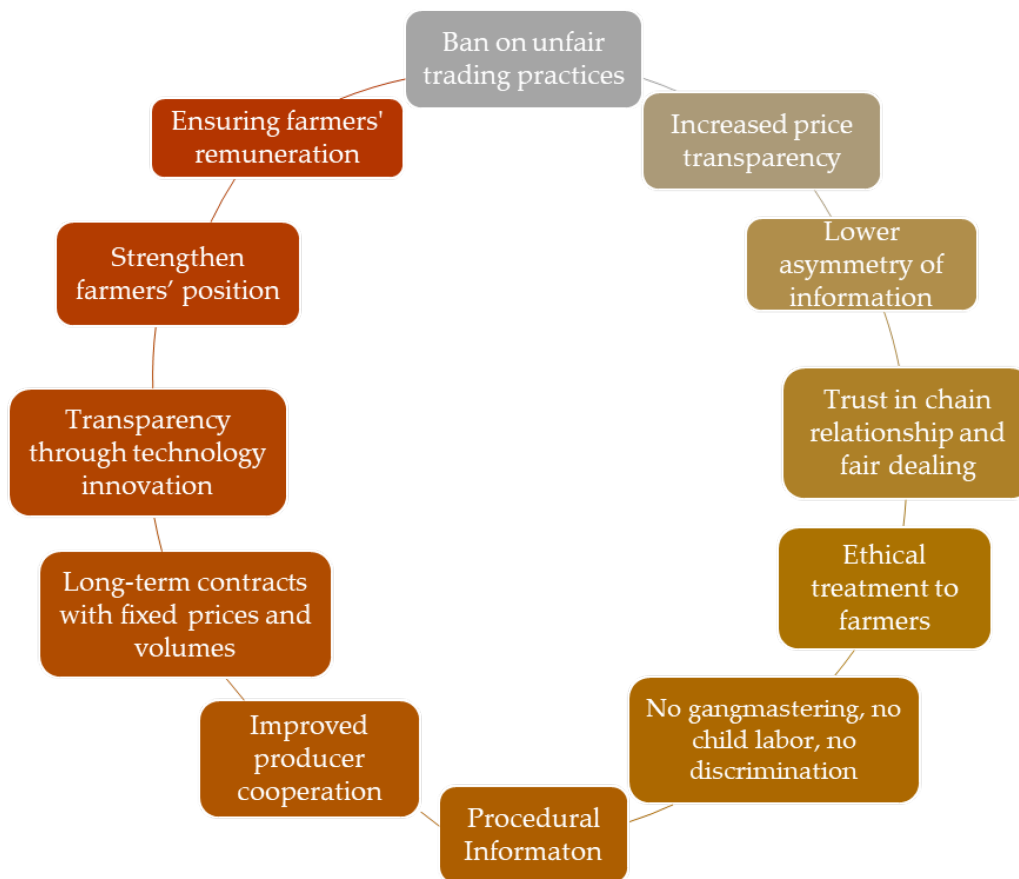 Ban on unfair
trading practices
Increased price
transparency
Lower
asymmetry of
information
Trust in chain
relationship and
fair dealing
Ethical
treatment to
farmers
No gangmastering, no
child labor, no
discrimination
Procedural
Informaton
Improved
producer
cooperation
Long-term contracts
with fixed prices and
volumes
Transparency
through technology
innovation
Strengthen
farmers’ position
Ensuring farmers'
remuneration